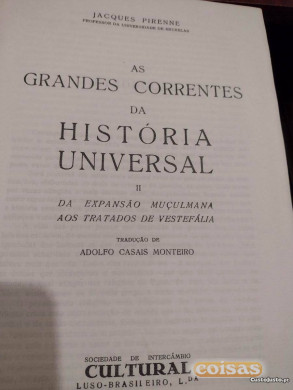 JACQUES PIRENNE
PROFESSOR DA UNIVERSIDADE DE BRUXELAS
AS
GRANDES CORRENTES
DA
HISTÓRIA
UNIVERSAL
II
DA EXPANSÃO MUÇULMANA
AOS TRATADOS DE VESTEFÁLIA
TRADUÇÃO DE
ADOLFO CASAIS MONTEIRO
SOCIEDADE DE INTERCÂMBIO
CULTURAL
coisas
LUSO-BRASILEIRO, L.DA